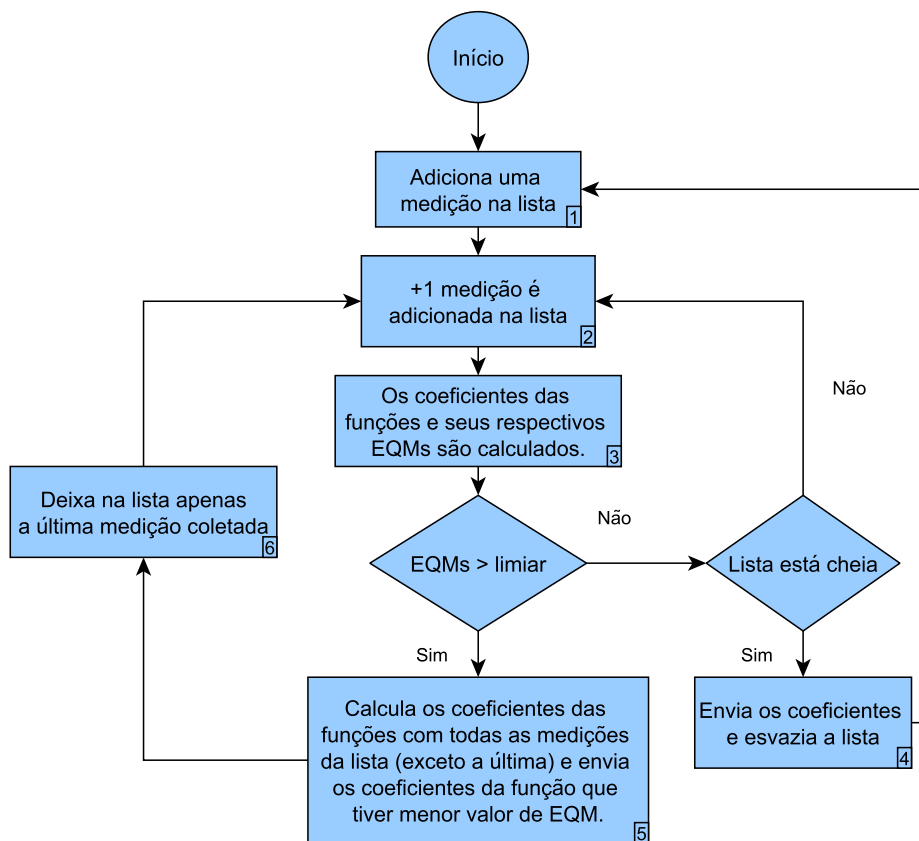 Início
Adiciona uma
medição na lista
1
+1 medição é
adicionada na lista
2
Não
Os coeficientes das
funções e seus respectivos
EQMs são calculados.
3
Deixa na lista apenas
a última medição coletada
6
Não
EQMs > limiar
Lista está cheia
Sim
Sim
Calcula os coeficientes das
funções com todas as medições
da lista (exceto a última) e envia
os coeficientes da função que
tiver menor valor de EQM.
5
Envia os coeficientes
e esvazia a lista
4